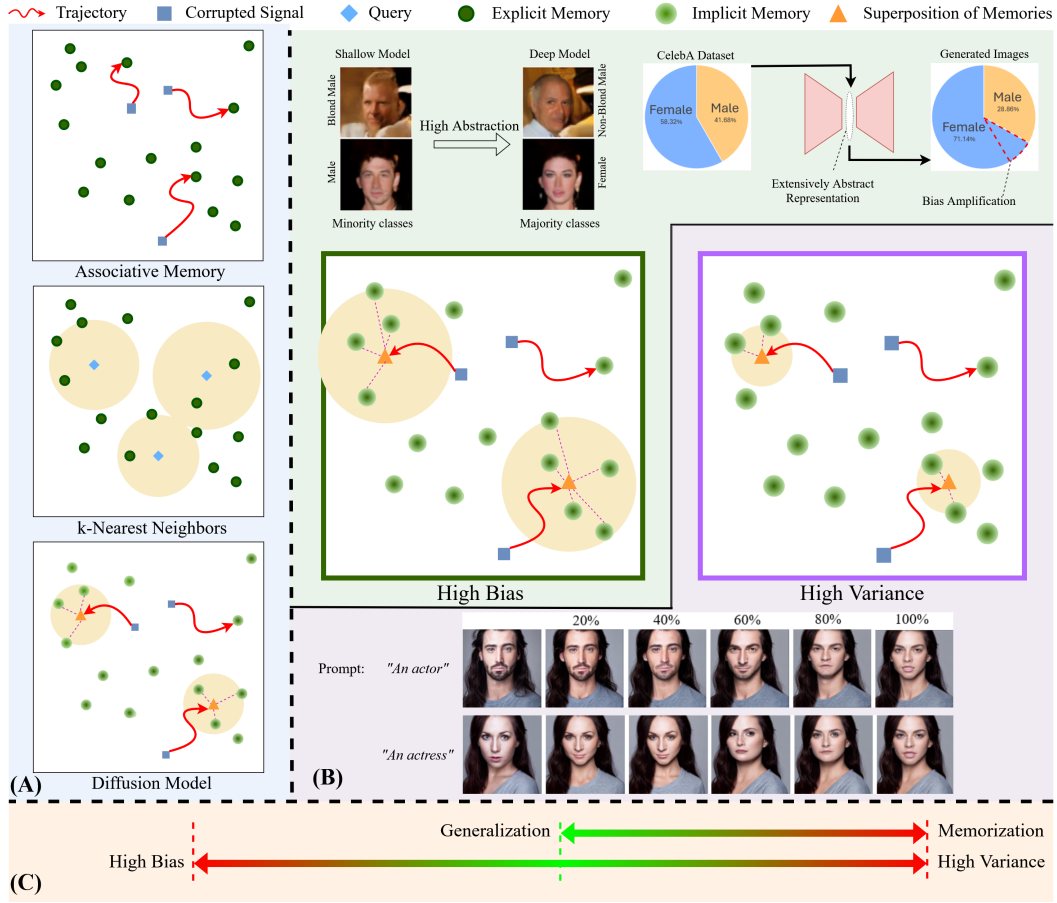 Trajectory Corrupted Signal Query Explicit Memory Implicit Memory Superposition of Memories
Associative Memory
k-Nearest Neighbors
Diffusion Model
(A)
Shallow Model
Deep Model
Blond Male
Non-Blond Male
High Abstraction
Male
Female
Minority classes
Majority classes
CelebA Dataset
Generated Images
Female
58.32%
Male
41.68%
Male
28.86%
Female
71.14%
Extensively Abstract
Representation
Bias Amplification
High Bias
High Variance
20% 40% 60% 80% 100%
Prompt: "An actor"
"An actress"
(B)
Generalization
Memorization
High Bias
High Variance
(C)